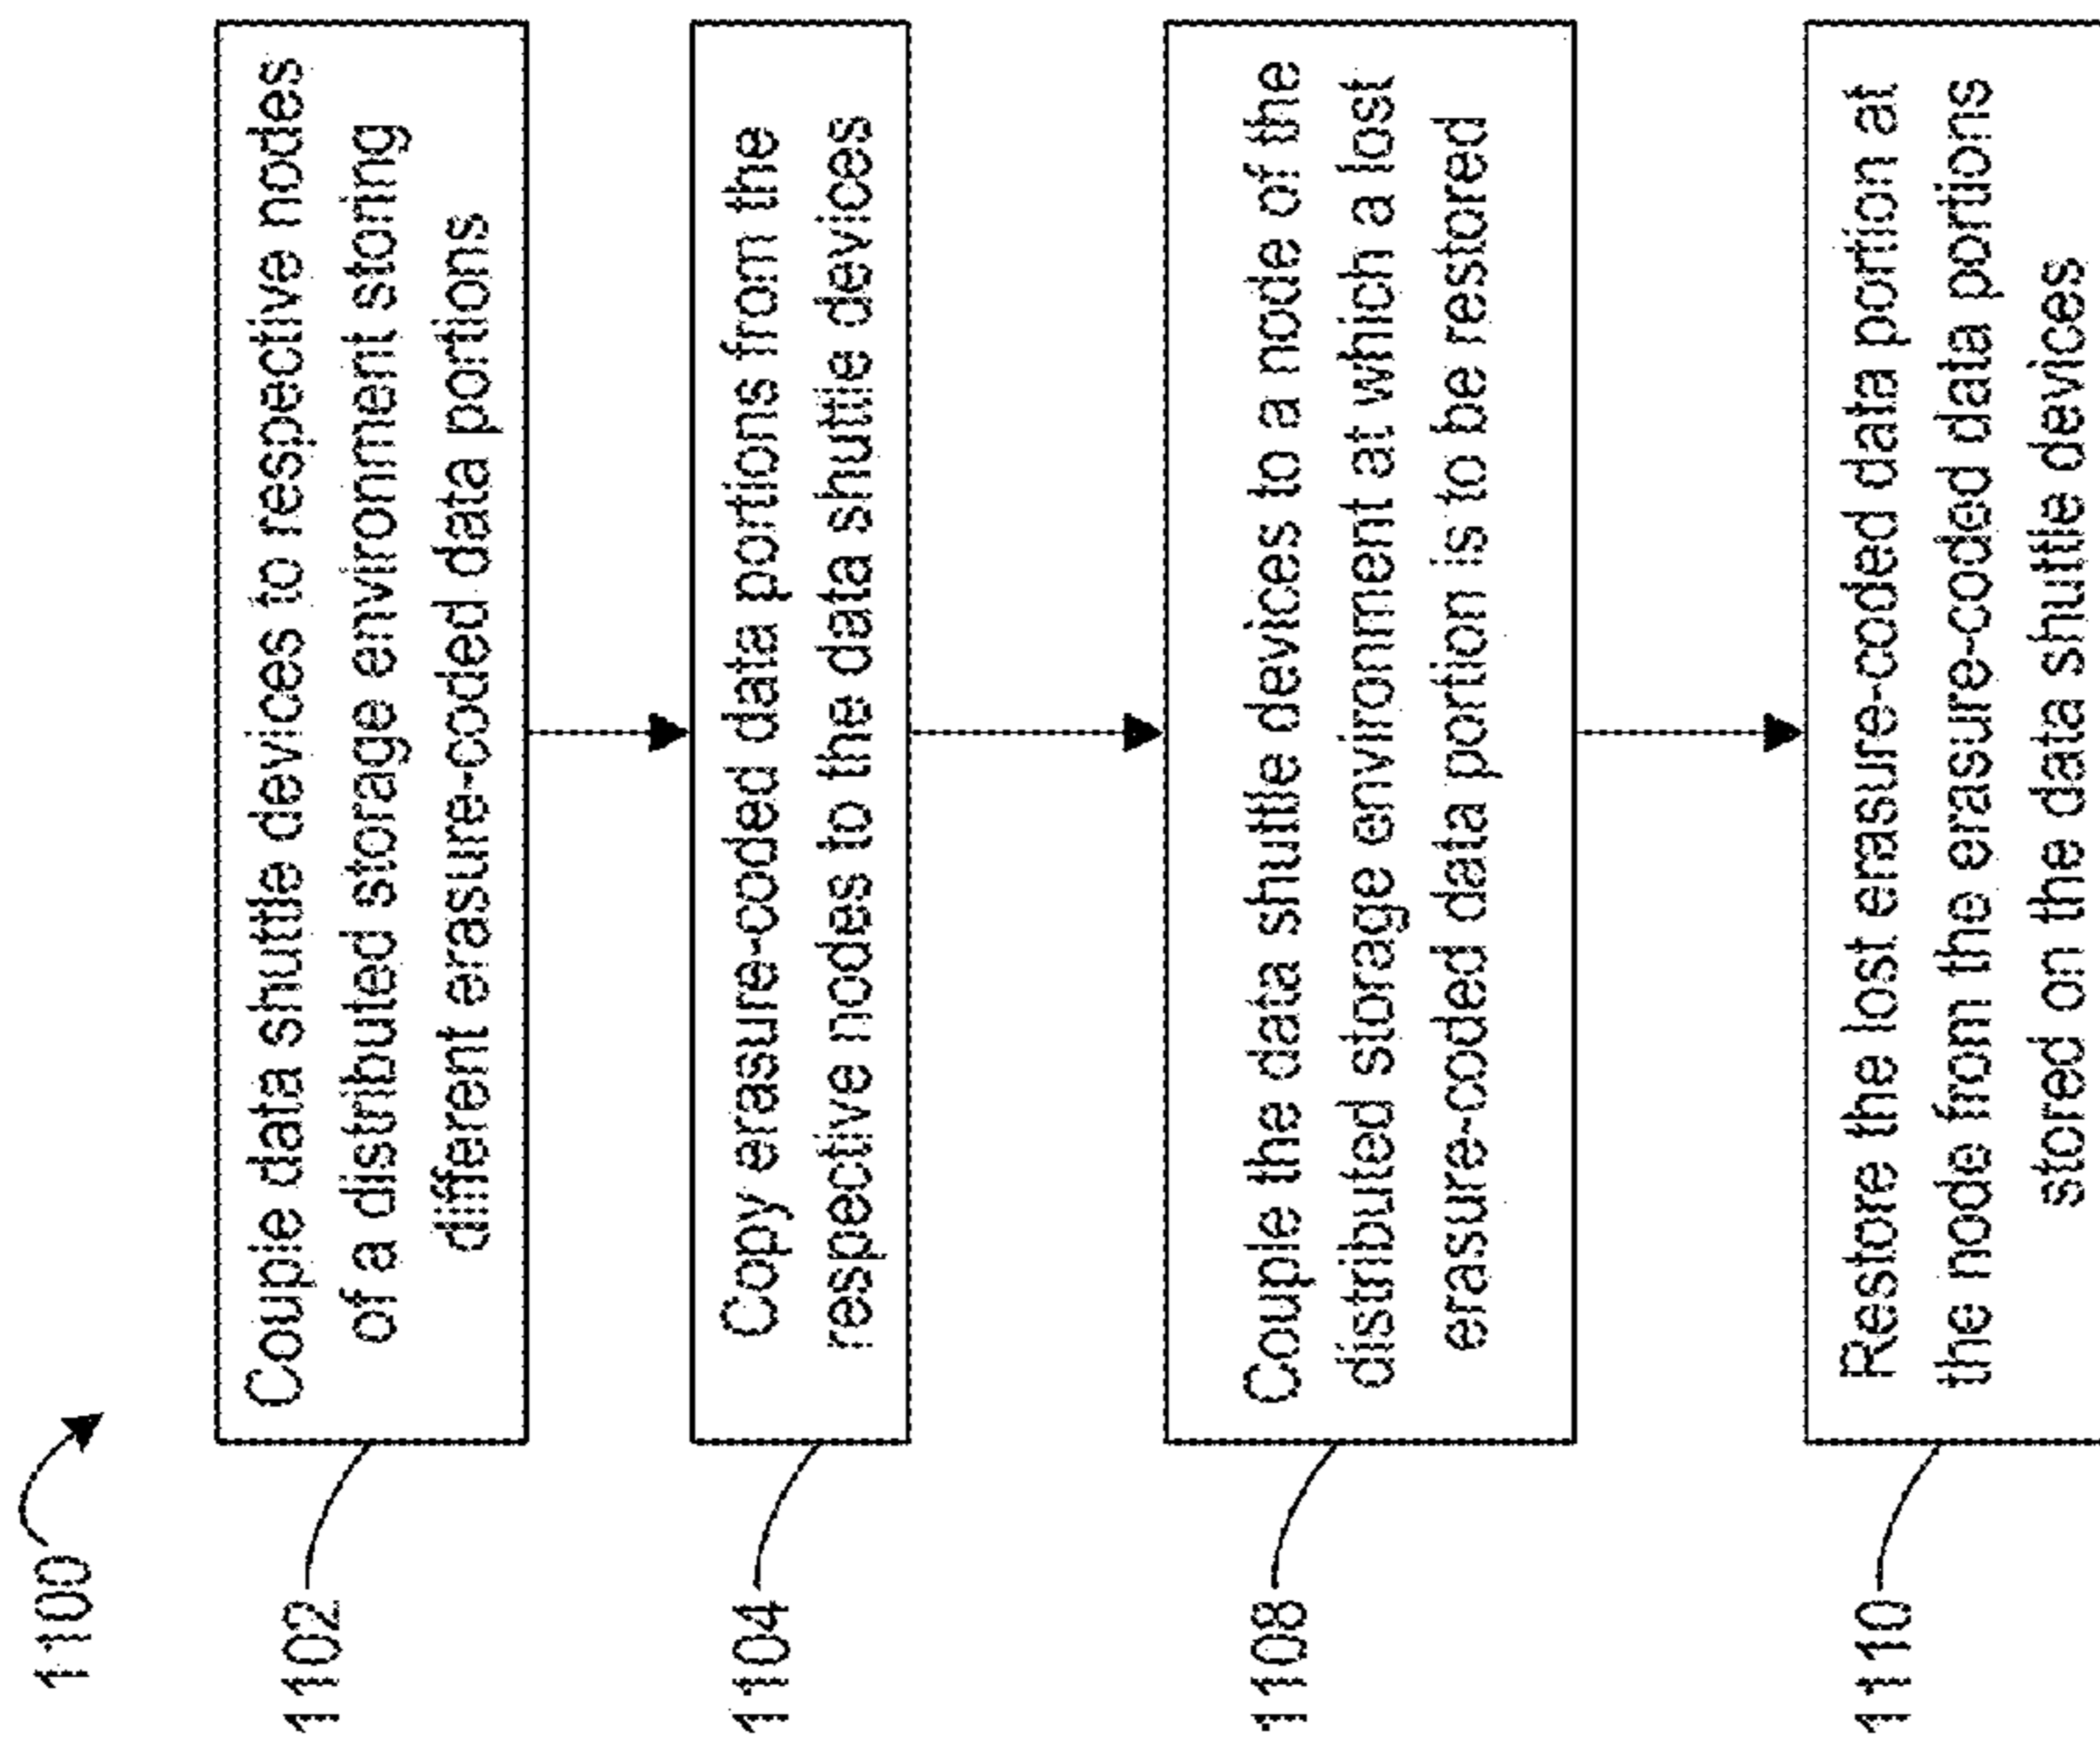 1100
1102
Couple data shuttle devices to respective nodes
of a distributed storage environment storing
different erasure-coded data portions
1104
Copy erasure-coded data portions from the
respective nodes to the data shuttle devices
1108
Couple the data shuttle devices to a node of the
distributed storage environment at which a lost
erasure-coded data portion is to be restored
1110
Restore the lost erasure-coded data portion at
the node from the erasure-coded data portions
stored on the data shuttle devices